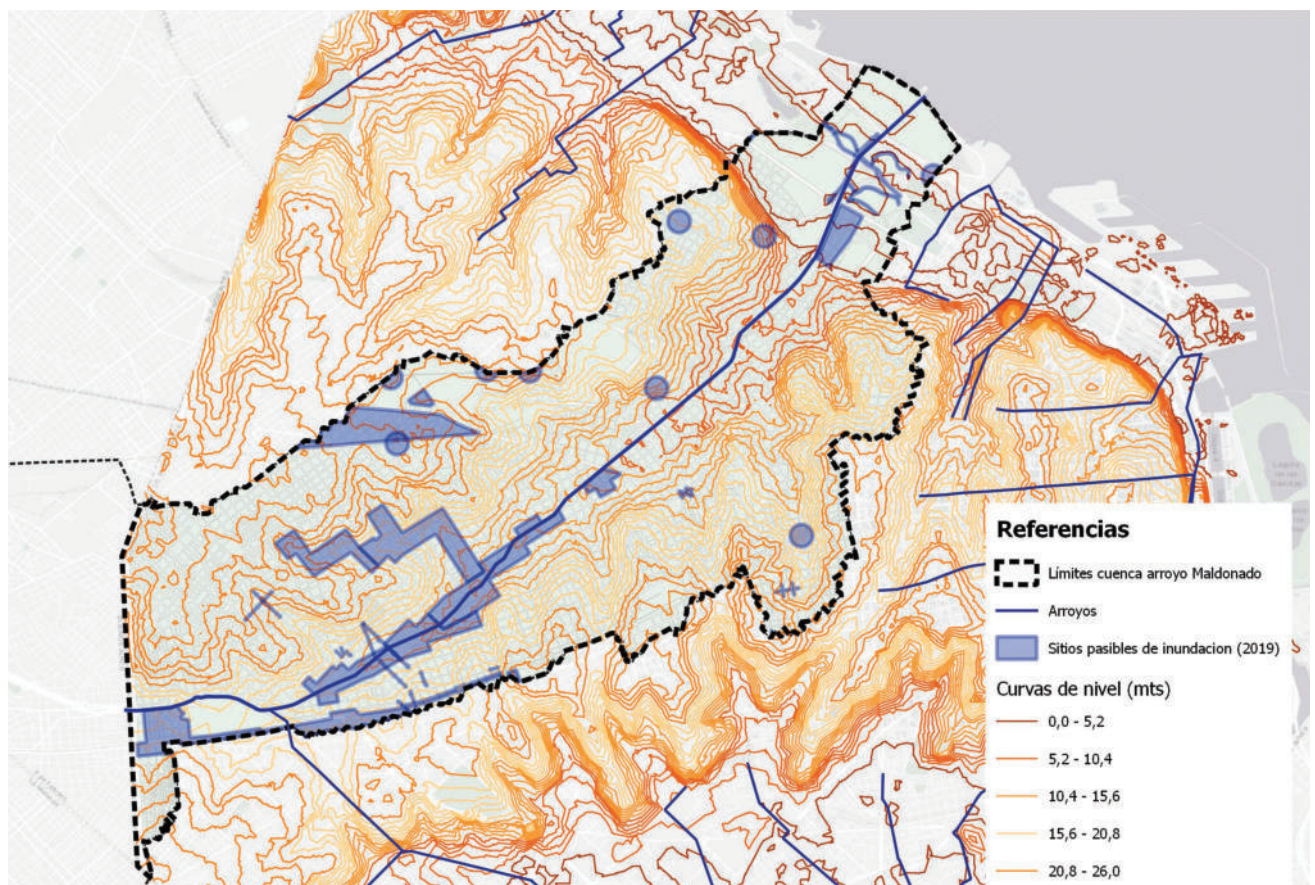 Referencias
Límites cuenca arroyo Maldonado
Arroyos
Sitios pasibles de inundacion (2019)
Curvas de nivel (mts)
0,0 - 5,2
5,2 - 10,4
10,4 - 15,6
15,6 - 20,8
20,8 - 26,0